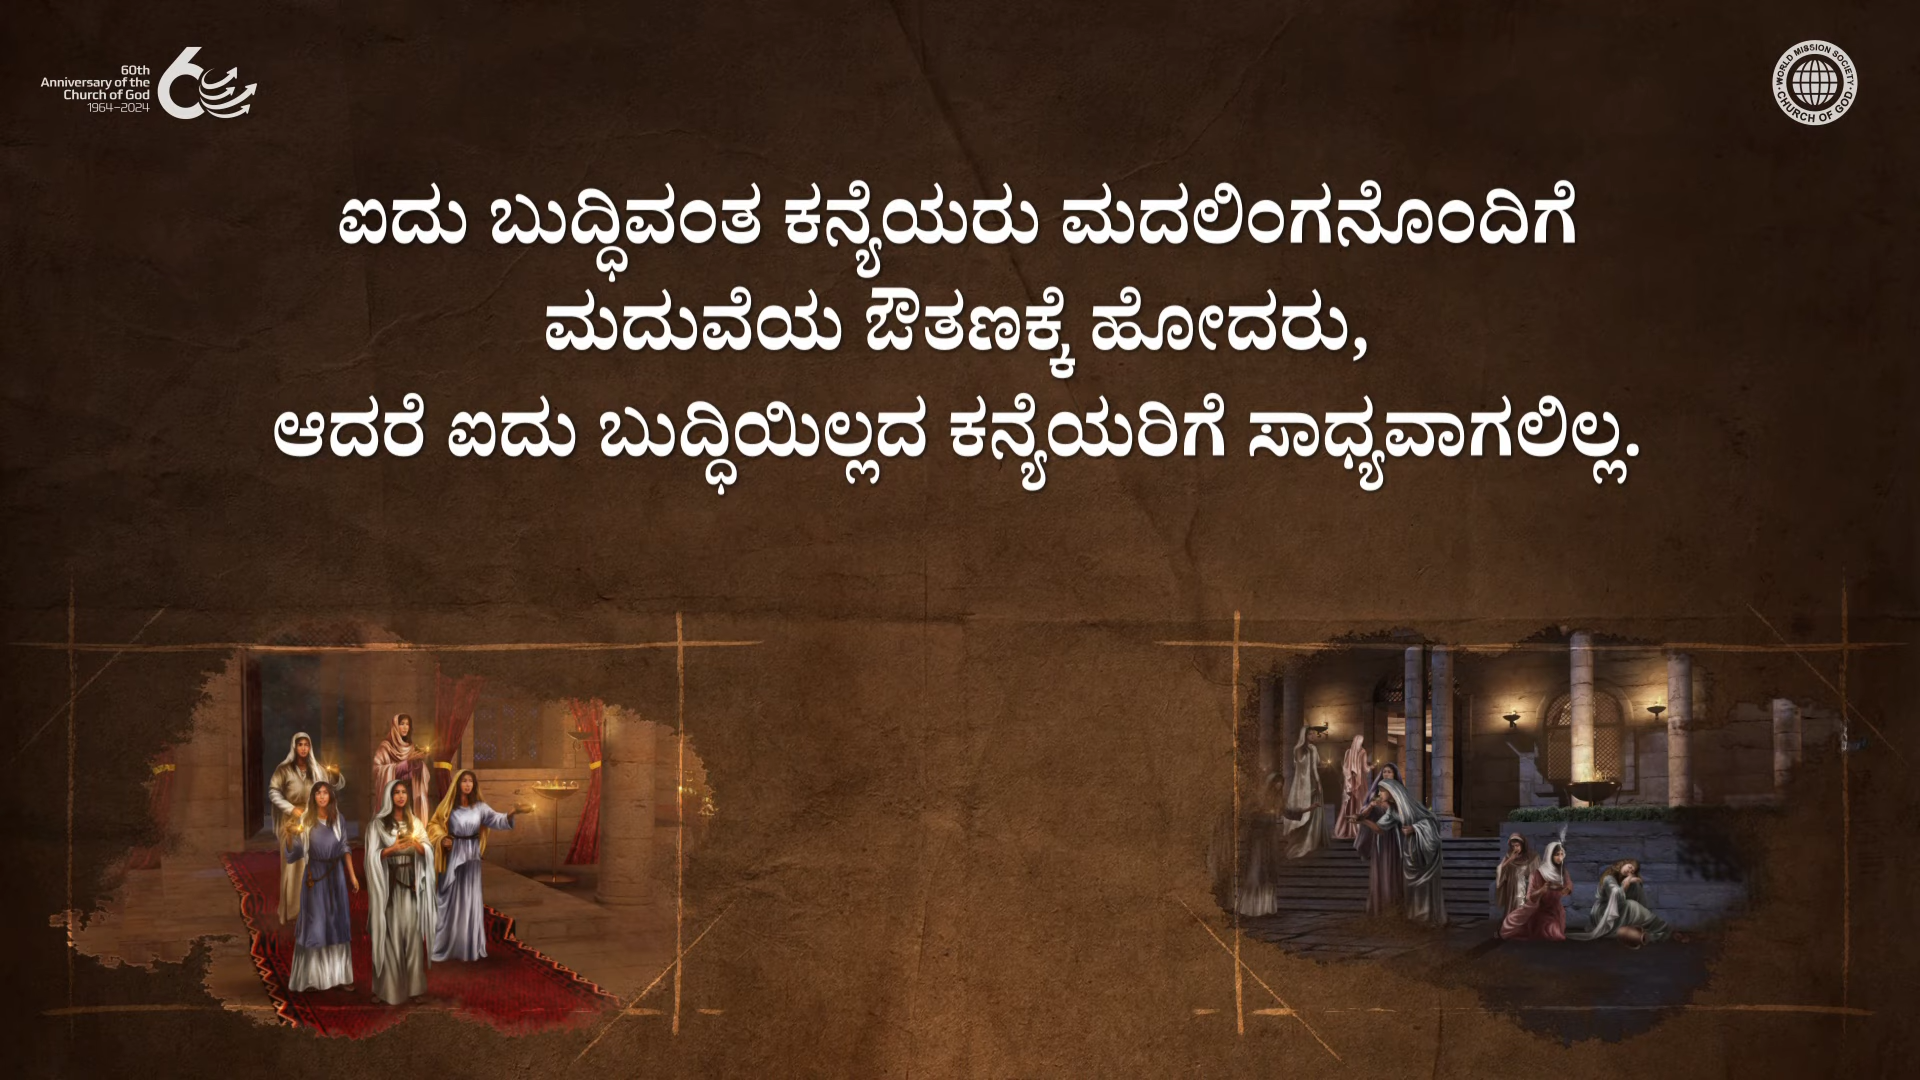 60th
Anniversary of the
Church of God
1964–2024
60
WORLD MISSION SOCIETY
CHURCH OF GOD
ಐದು ಬುದ್ಧಿವಂತ ಕನ್ಯೆಯರು ಮದಲಿಂಗನೊಂದಿಗೆ
ಮದುವೆಯ ಔತಣಕ್ಕೆ ಹೋದರು,
ಆದರೆ ಐದು ಬುದ್ಧಿಯಿಲ್ಲದ ಕನ್ಯೆಯರಿಗೆ ಸಾಧ್ಯವಾಗಲಿಲ್ಲ.